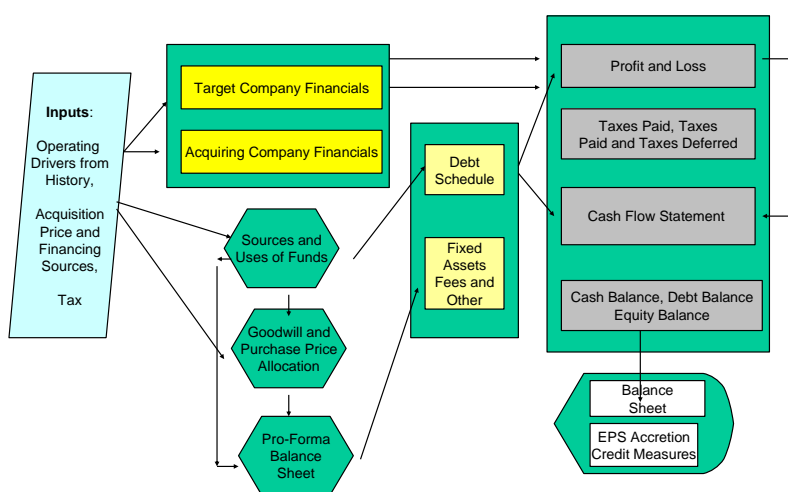 Inputs:
Operating
Drivers from
History,
Acquisition
Price and
Financing
Sources,
Tax
Target Company Financials
Acquiring Company Financials
Sources and
Uses of Funds
Goodwill and
Purchase Price
Allocation
Pro-Forma
Balance
Sheet
Debt
Schedule
Fixed
Assets
Fees and
Other
Profit and Loss
Taxes Paid, Taxes
Paid and Taxes Deferred
Cash Flow Statement
Cash Balance, Debt Balance
Equity Balance
Balance
Sheet
EPS Accretion
Credit Measures